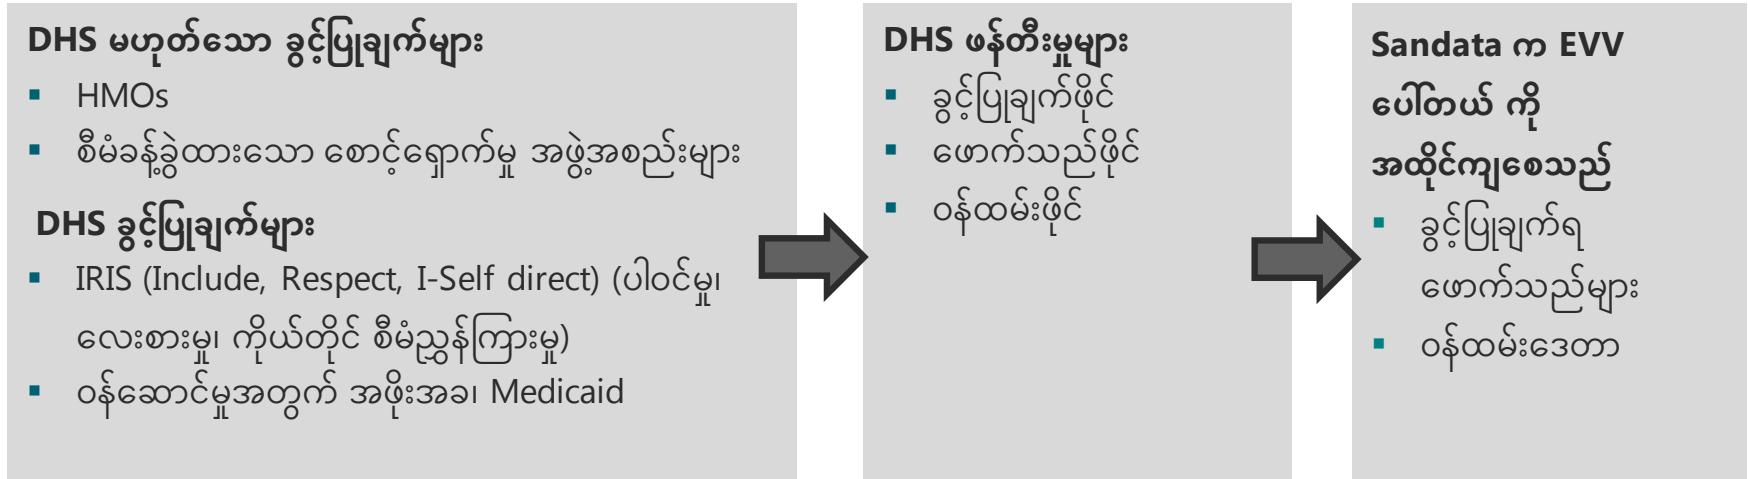 DHS မဟုတ်သော ခွင့်ပြုချက်များ
▪ HMOs
▪ စီမံခန့်ခွဲထားသော စောင့်ရှောက်မှု အဖွဲ့အစည်းများ
DHS ခွင့်ပြုချက်များ
▪ IRIS (Include, Respect, I-Self direct) (ပါဝင်မှု၊
လေးစားမှု၊ ကိုယ်တိုင် စီမံညွှန်ကြားမှု)
▪ ဝန်ဆောင်မှုအတွက် အဖိုးအခ၊ Medicaid
DHS ဖန်တီးမှုများ
▪ ခွင့်ပြုချက်ဖိုင်
▪ ဖောက်သည်ဖိုင်
▪ ဝန်ထမ်းဖိုင်
Sandata က EVV
ပေါ်တယ် ကို
အထိုင်ကျစေသည်
▪ ခွင့်ပြုချက်ရ
ဖောက်သည်များ
▪ ဝန်ထမ်းဒေတာ